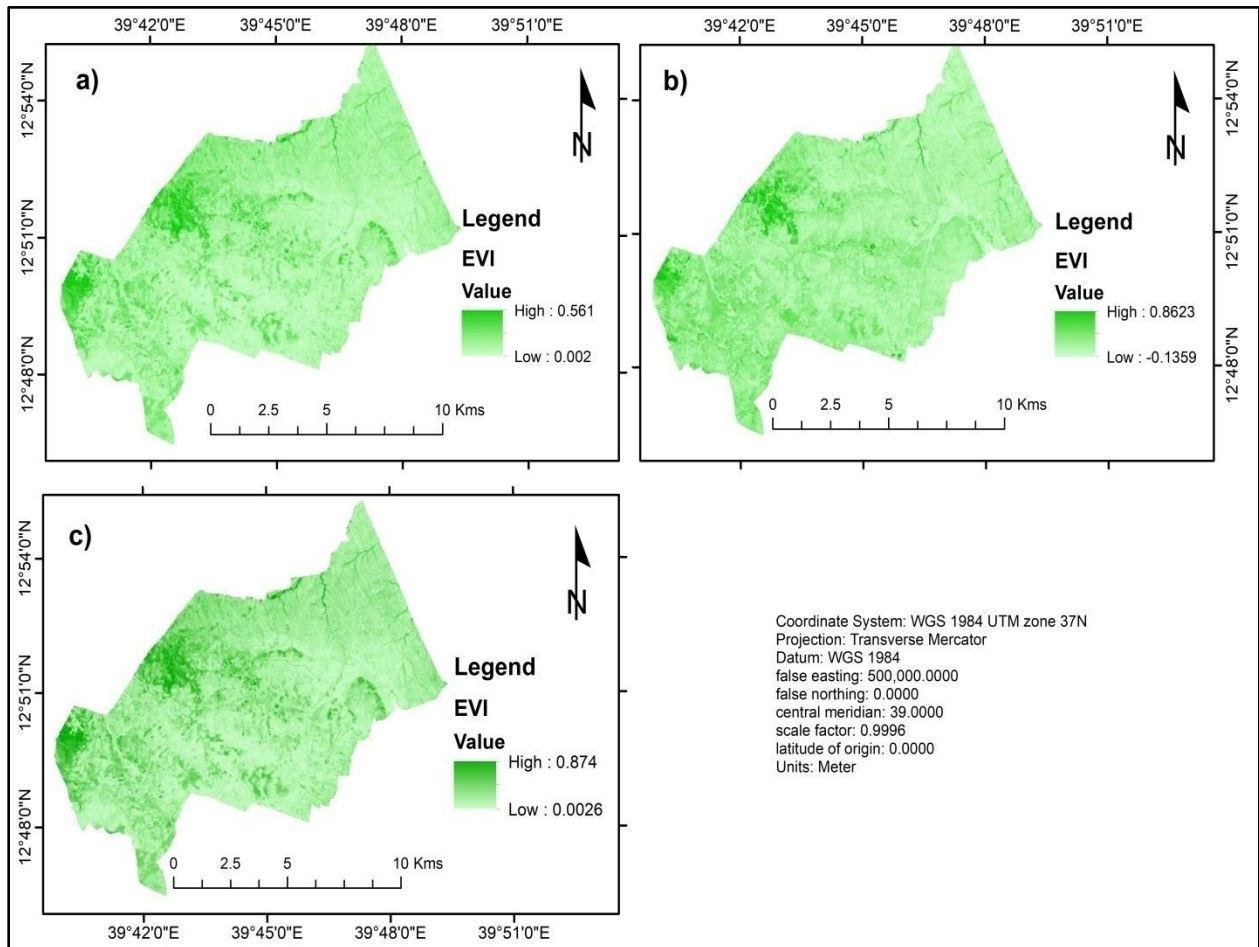 39°42'0"E 39°45'0"E 39°48'0"E 39°51'0"E
a)
N
12°54'0"N
12°51'0"N
12°48'0"N
Legend
EVI
Value
High : 0.561
Low : 0.002
0 2.5 5 10 Kms
39°42'0"E 39°45'0"E 39°48'0"E 39°51'0"E
b)
N
12°54'0"N
12°51'0"N
12°48'0"N
Legend
EVI
Value
High : 0.8623
Low : -0.1359
0 2.5 5 10 Kms
c)
N
12°54'0"N
12°51'0"N
12°48'0"N
Legend
EVI
Value
High : 0.874
Low : 0.0026
0 2.5 5 10 Kms
39°42'0"E 39°45'0"E 39°48'0"E 39°51'0"E
Coordinate System: WGS 1984 UTM zone 37N
Projection: Transverse Mercator
Datum: WGS 1984
false easting: 500,000.0000
false northing: 0.0000
central meridian: 39.0000
scale factor: 0.9996
latitude of origin: 0.0000
Units: Meter